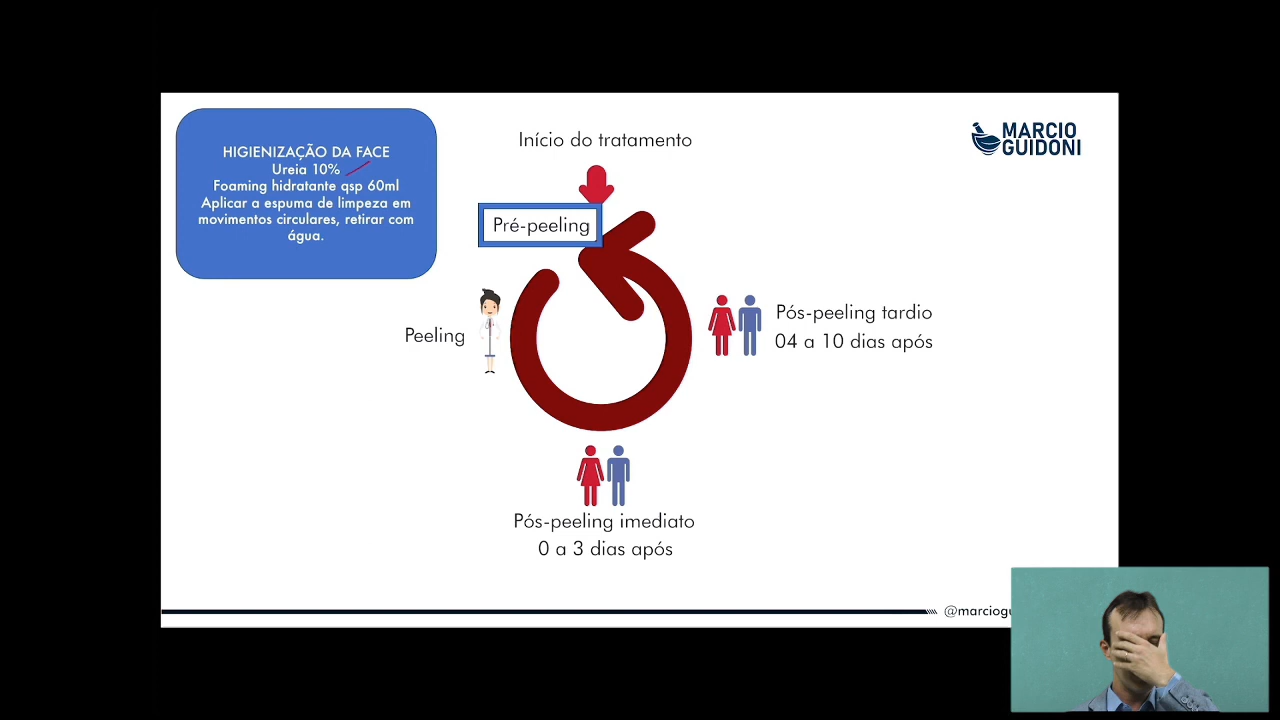 HIGIENIZAÇÃO DA FACE
Ureia 10%
Foaming hidratante qsp 60ml
Aplicar a espuma de limpeza em
movimentos circulares, retirar com
água.
Início do tratamento
MARCIO
GUIDONI
Pré-peeling
Peeling
Pós-peeling tardio
04 a 10 dias após
Pós-peeling imediato
0 a 3 dias após